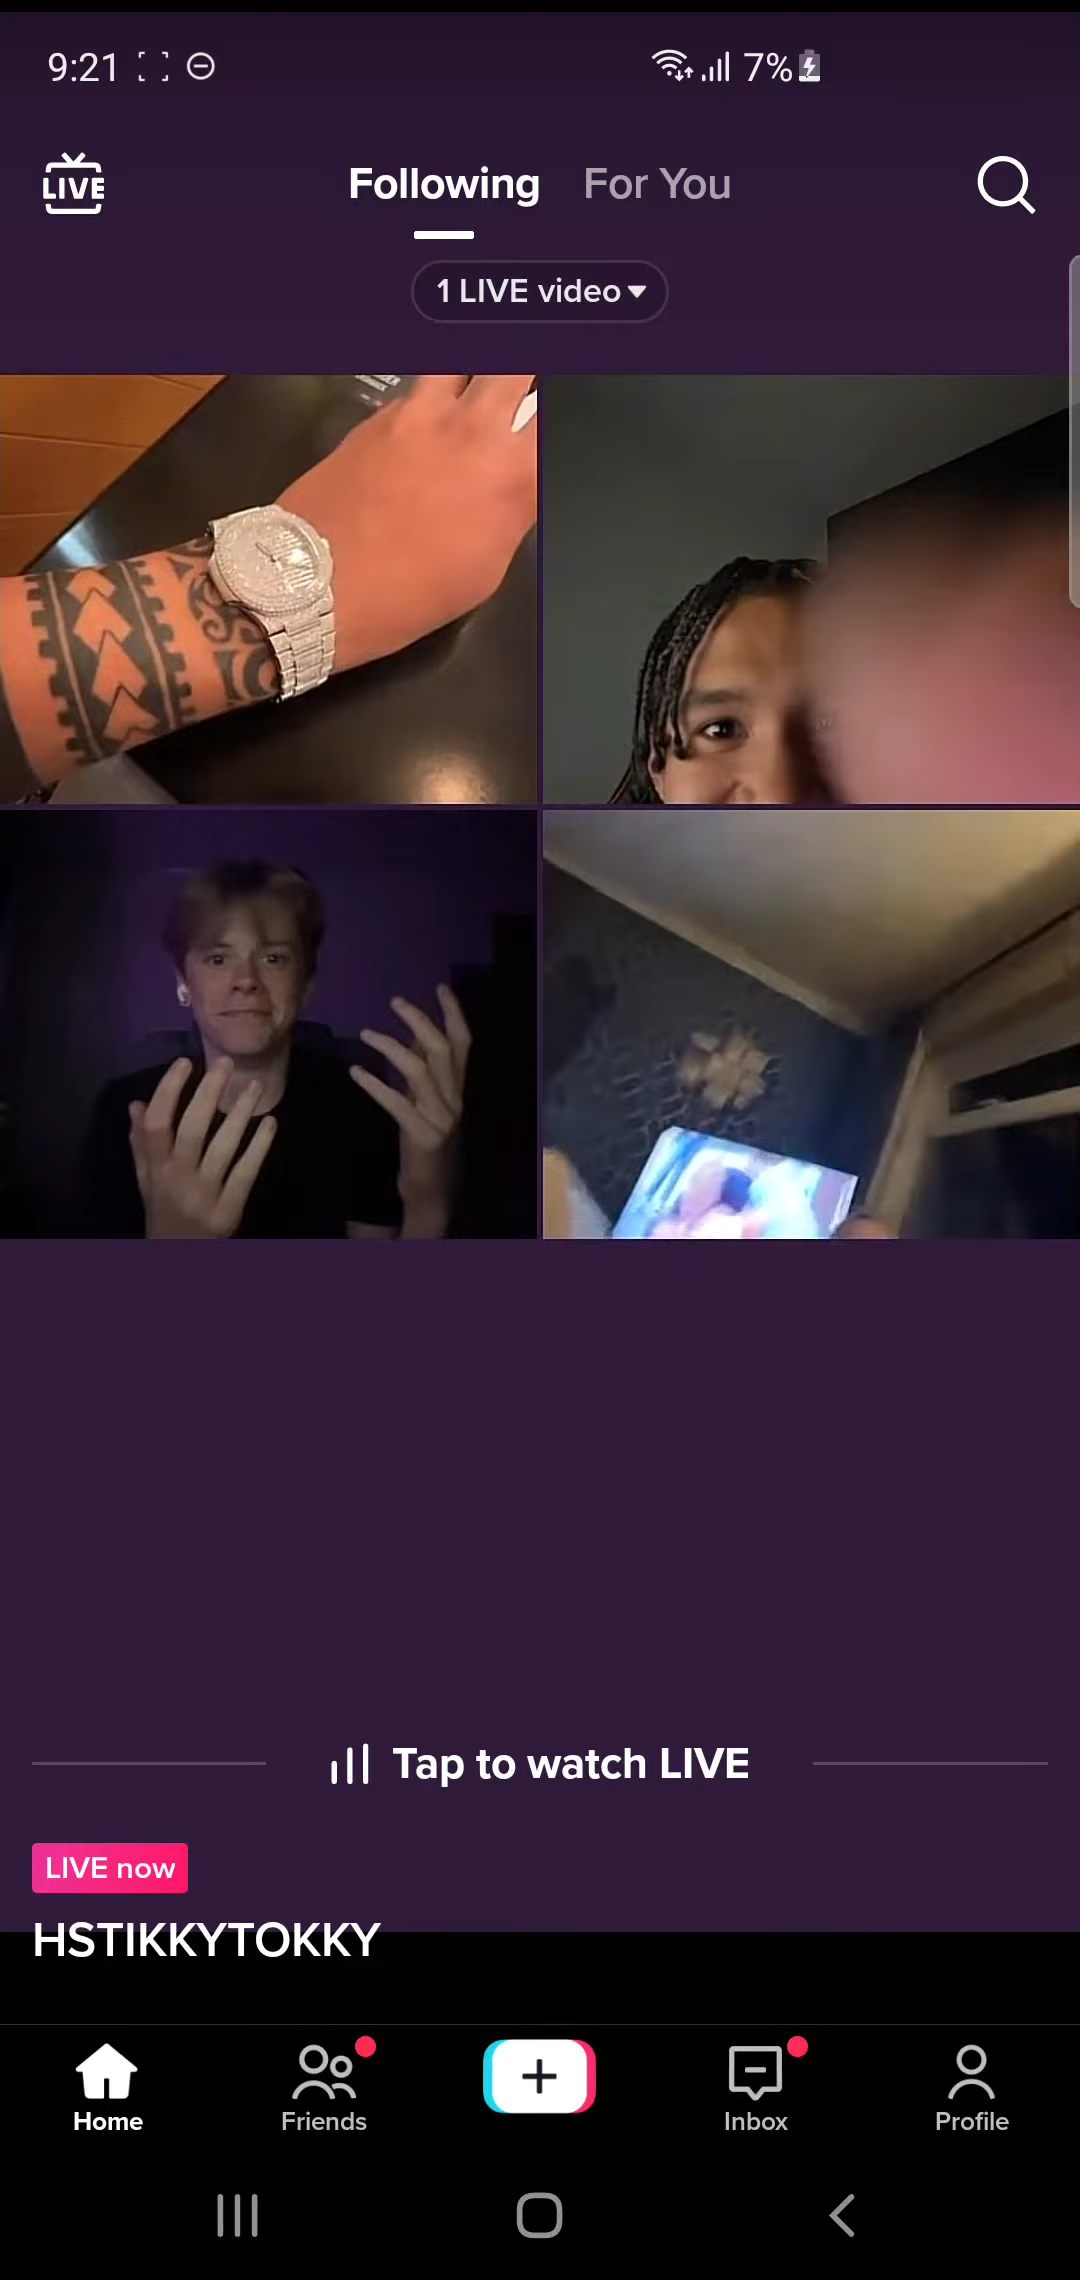 9:21
7%
LIVE
Following
For You
1 LIVE video
Tap to watch LIVE
LIVE now
HSTIKKYTOKKY
Home
Friends
Inbox
Profile